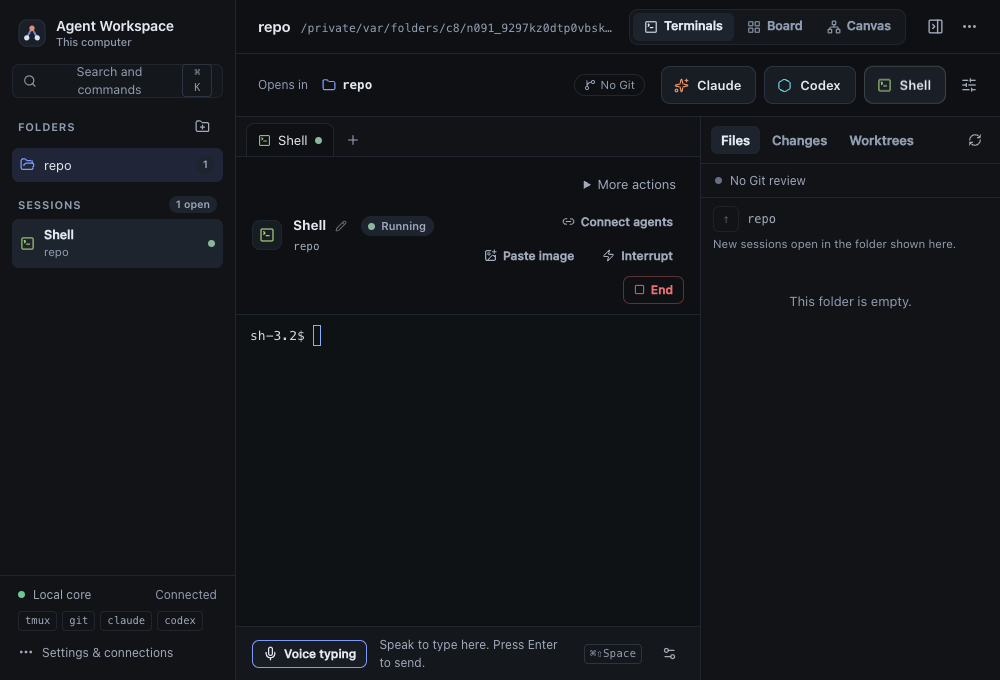 Agent Workspace
This computer
Search and commands
⌘ K
FOLDERS
repo 1
SESSIONS 1 open
Shell
repo
Local core Connected
tmux git claude codex
Settings & connections
repo /private/var/folders/c8/n091_9297kz0dtp0vbsk…
Terminals Board Canvas
Opens in repo No Git Claude Codex Shell
Shell
More actions
Shell Running
repo
Connect agents
Paste image Interrupt
End
sh-3.2$
Voice typing
Speak to type here. Press Enter
to send.
⌘⇧Space
Files Changes Worktrees
No Git review
↑ repo
New sessions open in the folder shown here.
This folder is empty.